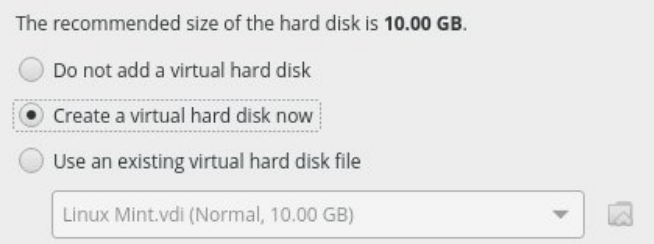 The recommended size of the hard disk is 10.00 GB.
Do not add a virtual hard disk
Create a virtual hard disk now
Use an existing virtual hard disk file
Linux Mint.vdi (Normal, 10.00 GB)